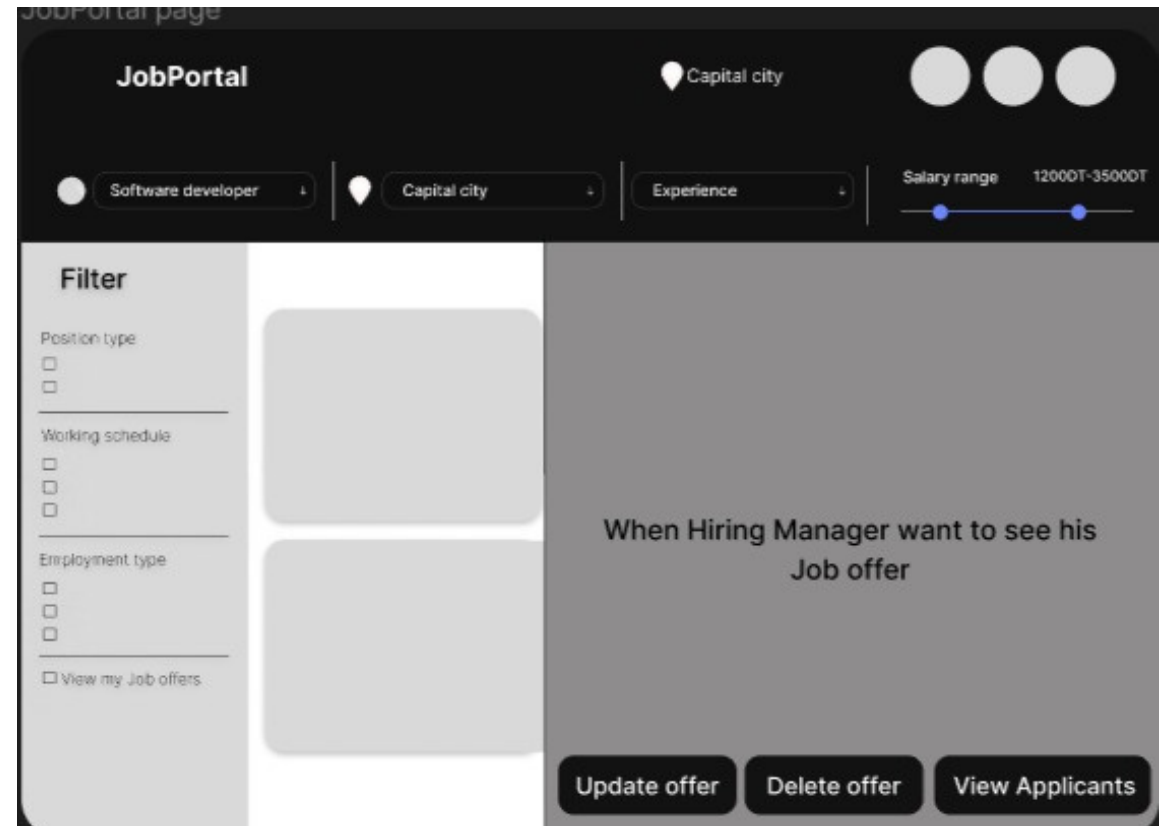 JobPortal page
JobPortal
Capital city
Software developer
Capital city
Experience
Salary range
1200DT-3500DT
Filter
Position type
Working schedule
Employment type
View my Job offers
When Hiring Manager want to see his
Job offer
Update offer
Delete offer
View Applicants